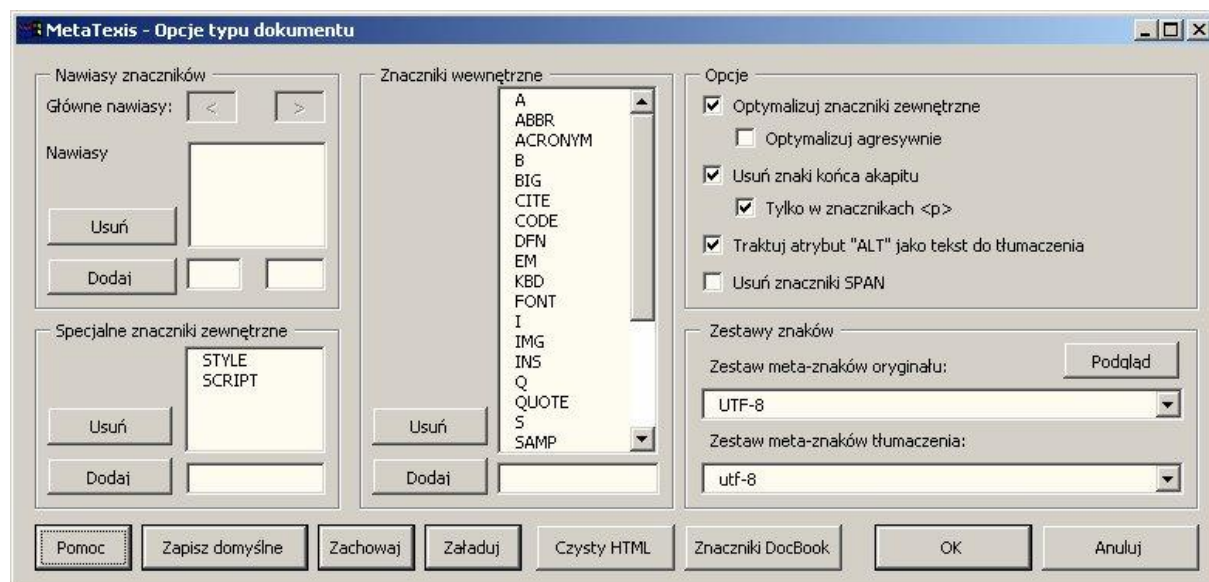 MetaTexis - Opcje typu dokumentu
Nawiasy znaczników
Główne nawiasy:
<
>
Nawiasy
Usuń
Dodaj
Specjalne znaczniki zewnętrzne
STYLE
SCRIPT
Usuń
Dodaj
Znaczniki wewnętrzne
A
ABBR
ACRONYM
B
BIG
CITE
CODE
DFN
EM
KBD
FONT
I
IMG
INS
Q
QUOTE
S
SAMP
Usuń
Dodaj
Opcje
Optymalizuj znaczniki zewnętrzne
Optymalizuj agresywnie
Usuń znaki końca akapitu
Tylko w znacznikach <p>
Traktuj atrybut "ALT" jako tekst do tłumaczenia
Usuń znaczniki SPAN
Zestawy znaków
Zestaw meta-znaków oryginału:
Podgląd
UTF-8
Zestaw meta-znaków tłumaczenia:
utf-8
Pomoc
Zapisz domyślne
Zachowaj
Załaduj
Czysty HTML
Znaczniki DocBook
OK
Anuluj